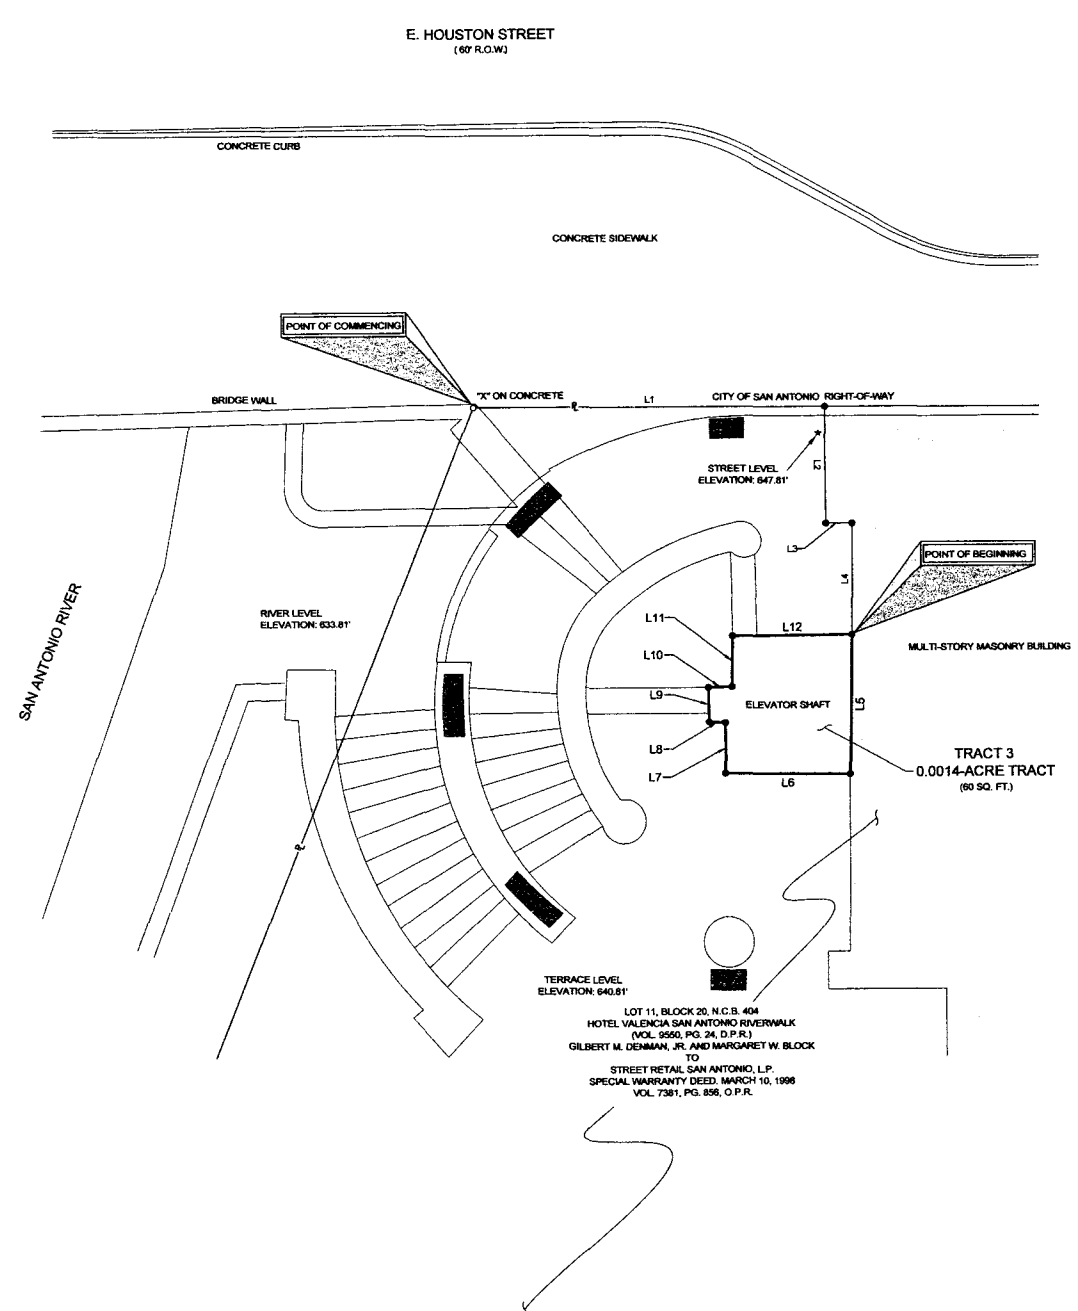 E. HOUSTON STREET
(60' R.O.W.)
CONCRETE CURB
CONCRETE SIDEWALK
POINT OF COMMENCING
BRIDGE WALL
"X" ON CONCRETE
L1
CITY OF SAN ANTONIO RIGHT-OF-WAY
STREET LEVEL
ELEVATION: 647.81'
L2
L3
L4
POINT OF BEGINNING
SAN ANTONIO RIVER
RIVER LEVEL
ELEVATION: 633.81'
L11
L12
L10
MULTI-STORY MASONRY BUILDING
L9
ELEVATOR SHAFT
L5
L8
L7
L6
TRACT 3
0.0014-ACRE TRACT
(60 SQ. FT.)
TERRACE LEVEL
ELEVATION: 640.81'
LOT 11, BLOCK 20, N.C.B. 404
HOTEL VALENCIA SAN ANTONIO RIVERWALK
(VOL. 9550, PG. 24, D.P.R.)
GILBERT M. DENMAN, JR. AND MARGARET W. BLOCK
TO
STREET RETAIL SAN ANTONIO, L.P.
SPECIAL WARRANTY DEED. MARCH 10, 1998
VOL. 7381, PG. 856, O.P.R.